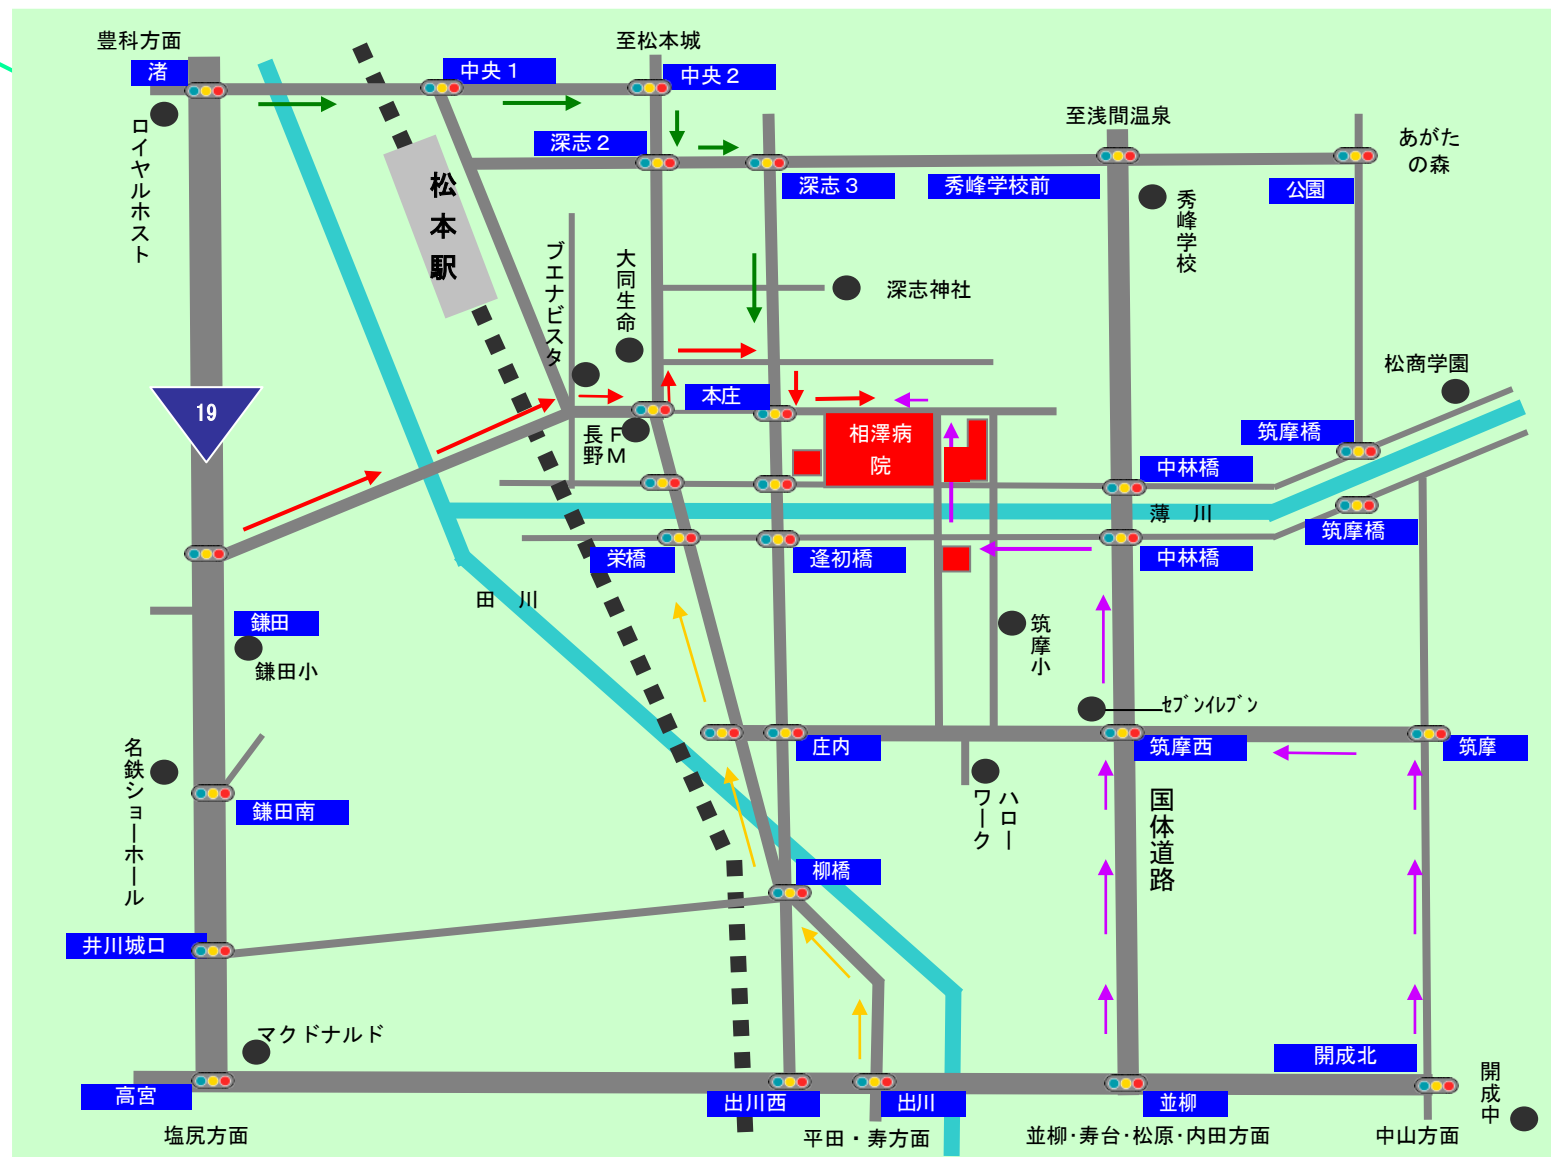 豊科方面
至松本城
渚
中央１
中央２
ロイヤルホスト
至浅間温泉
深志２
あがた
の森
深志３
秀峰学校前
公園
松本駅
秀峰学校
ブエナビスタ
大同生命
深志神社
松商学園
19
本庄
長野FM
相澤病
院
筑摩橋
中林橋
薄　川
筑摩橋
栄橋
逢初橋
中林橋
田　川
鎌田
鎌田小
筑摩小
ｾﾌﾞﾝｲﾚﾌﾞﾝ
名鉄ショーホール
庄内
筑摩西
筑摩
鎌田南
ハロー
ワーク
国体道路
柳橋
井川城口
マクドナルド
開成北
高宮
出川西
出川
並柳
開成中
塩尻方面
平田・寿方面
並柳･寿台･松原･内田方面
中山方面